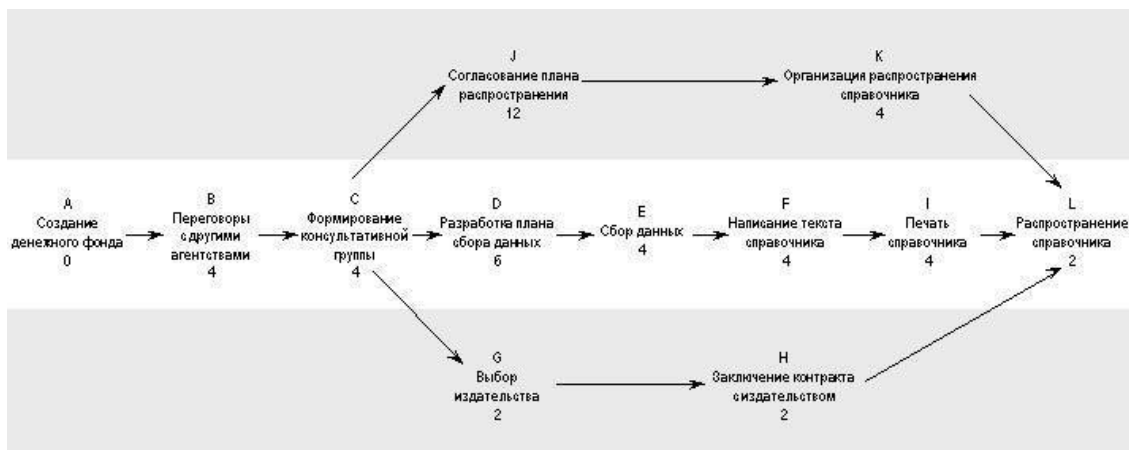 J
Согласование плана
распространения
12
K
Организация распространения
справочника
4
A
Создание
денежного фонда
0
B
Переговоры
с другими
агентствами
4
C
Формирование
консультативной
группы
4
D
Разработка плана
сбора данных
6
E
Сбор данных
4
F
Написание текста
справочника
4
I
Печать
справочника
4
L
Распространение
справочника
2
G
Выбор
издательства
2
H
Заключение контракта
с издательством
2